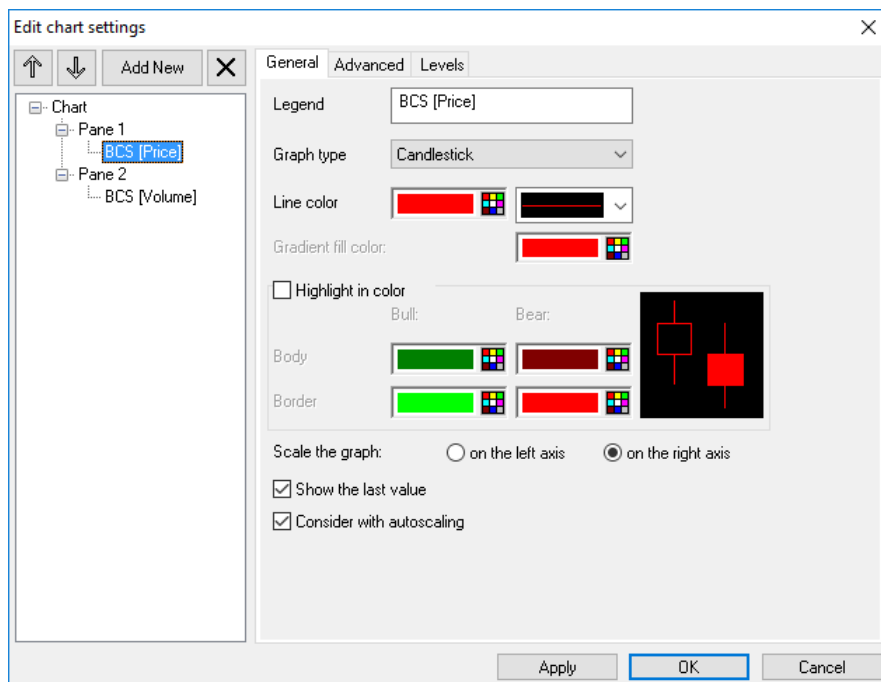 Edit chart settings
Add New
General Advanced Levels
Chart
Pane 1
BCS [Price]
Pane 2
BCS [Volume]
Legend BCS [Price]
Graph type Candlestick
Line color
Gradient fill color:
Highlight in color
Bull: Bear:
Body
Border
Scale the graph: on the left axis on the right axis
Show the last value
Consider with autoscaling
Apply OK Cancel